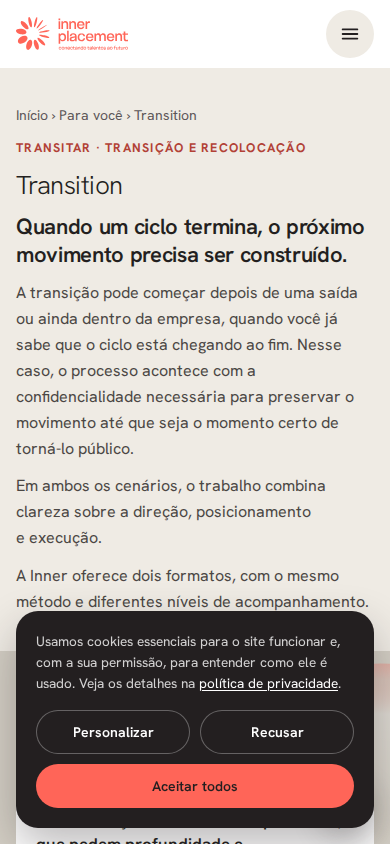 inner
placement
conectando talentos ao futuro
Início › Para você › Transition
TRANSITAR · TRANSIÇÃO E RECOLOCAÇÃO
Transition
Quando um ciclo termina, o próximo
movimento precisa ser construído.
A transição pode começar depois de uma saída
ou ainda dentro da empresa, quando você já
sabe que o ciclo está chegando ao fim. Nesse
caso, o processo acontece com a
confidencialidade necessária para preservar o
movimento até que seja o momento certo de
torná-lo público.
Em ambos os cenários, o trabalho combina
clareza sobre a direção, posicionamento
e execução.
A Inner oferece dois formatos, com o mesmo
método e diferentes níveis de acompanhamento.
Usamos cookies essenciais para o site funcionar e,
com a sua permissão, para entender como ele é
usado. Veja os detalhes na política de privacidade.
Personalizar
Recusar
Aceitar todos
que pedem profundidade e